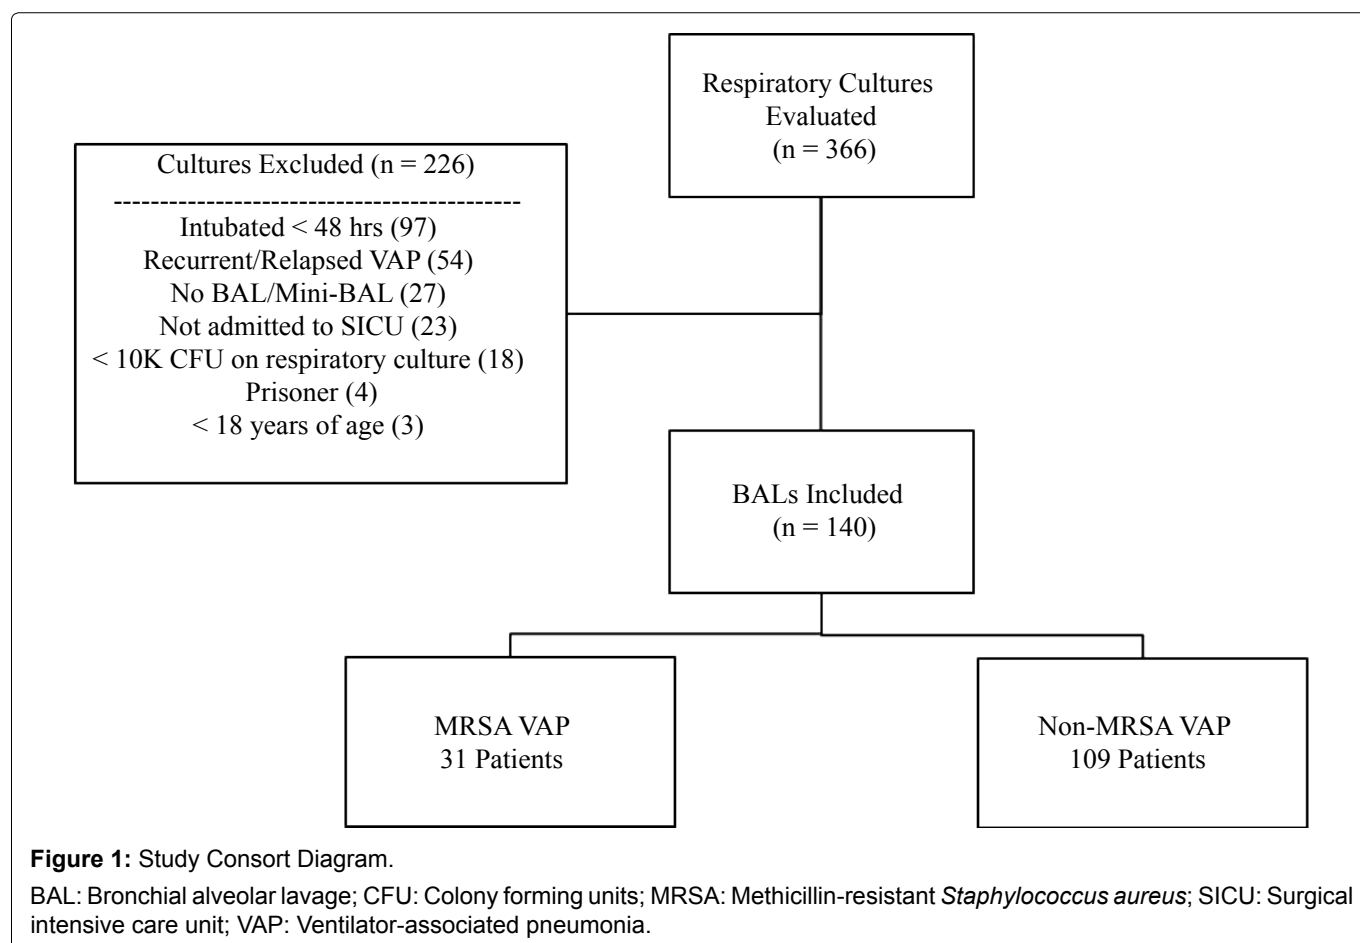 Respiratory Cultures
Evaluated
(n = 366)
Cultures Excluded (n = 226)
--------------------------------------------
Intubated < 48 hrs (97)
Recurrent/Relapsed VAP (54)
No BAL/Mini-BAL (27)
Not admitted to SICU (23)
< 10K CFU on respiratory culture (18)
Prisoner (4)
< 18 years of age (3)
BALs Included
(n = 140)
MRSA VAP
31 Patients
Non-MRSA VAP
109 Patients
Figure 1: Study Consort Diagram.
BAL: Bronchial alveolar lavage; CFU: Colony forming units; MRSA: Methicillin-resistant Staphylococcus aureus; SICU: Surgical
intensive care unit; VAP: Ventilator-associated pneumonia.